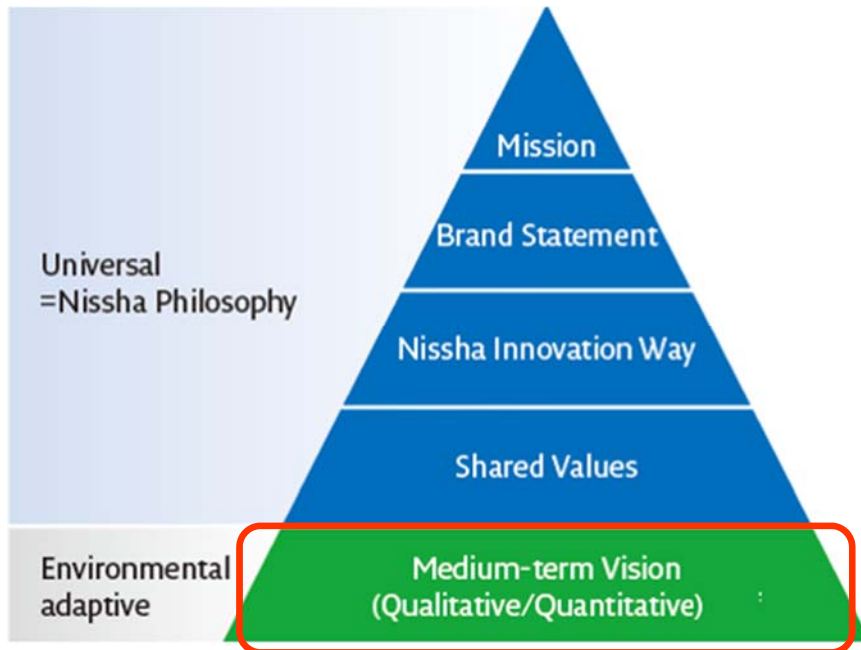 Mission
Brand Statement
Universal
=Nissha Philosophy
Nissha Innovation Way
Shared Values
Environmental
adaptive
Medium-term Vision
(Qualitative/Quantitative)
: